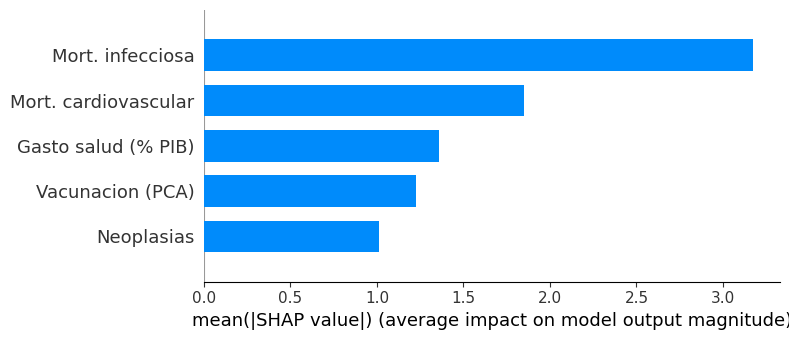 Mort. infecciosa
Mort. cardiovascular
Gasto salud (% PIB)
Vacunacion (PCA)
Neoplasias
0.0 0.5 1.0 1.5 2.0 2.5 3.0
mean(|SHAP value|) (average impact on model output magnitude)